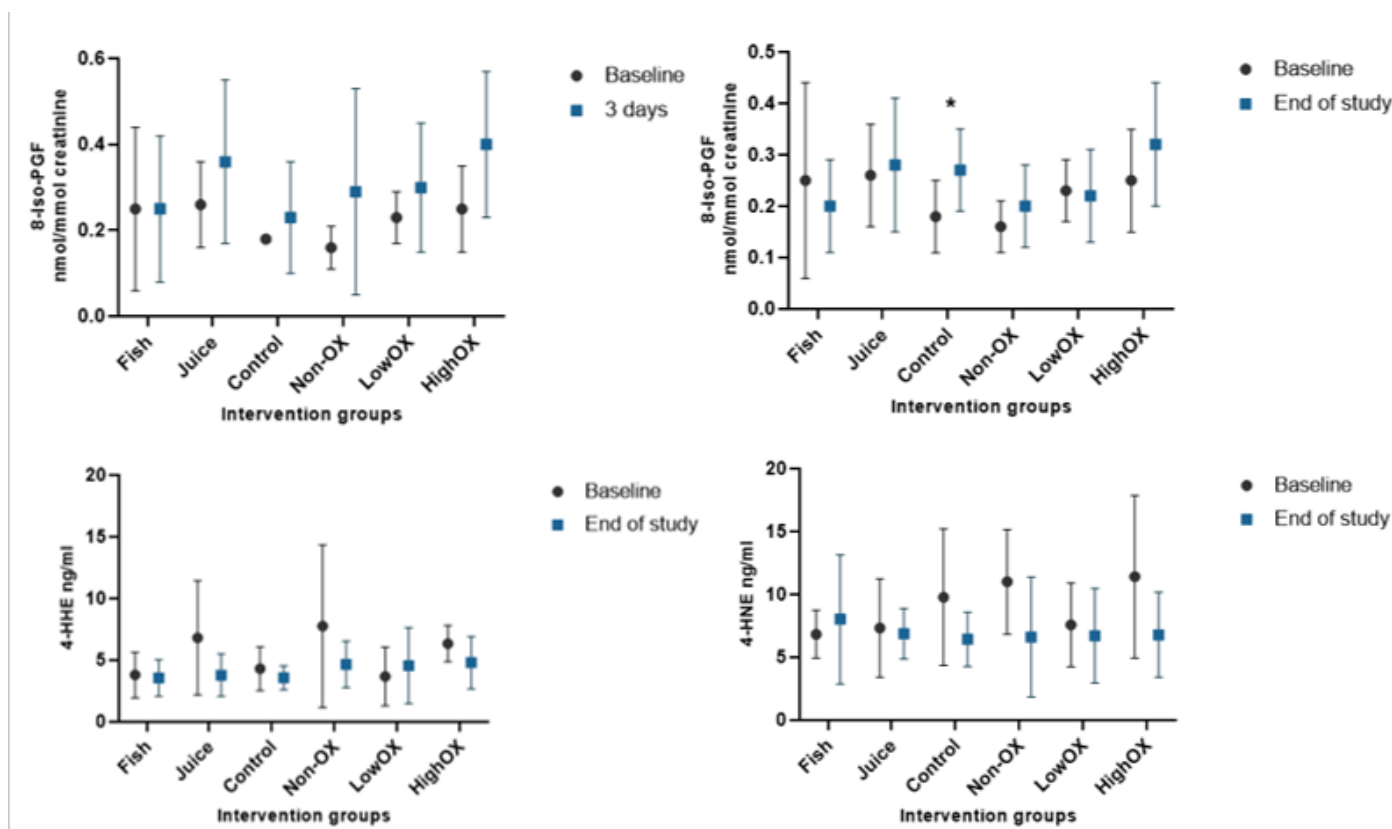 0.6
0.4
0.2
0.0
8-Iso-PGF
nmol/mmol creatinine
Baseline
3 days
Fish
Juice
Control
Non-OX
LowOX
HighOX
Intervention groups
0.5
0.4
0.3
0.2
0.1
0.0
8-Iso-PGF
nmol/mmol creatinine
*
Baseline
End of study
Fish
Juice
Control
Non-OX
LowOX
HighOX
Intervention groups
20
15
10
5
0
4-HHE ng/ml
Baseline
End of study
Fish
Juice
Control
Non-OX
LowOX
HighOX
Intervention groups
20
15
10
5
0
4-HNE ng/ml
Baseline
End of study
Fish
Juice
Control
Non-OX
LowOX
HighOX
Intervention groups